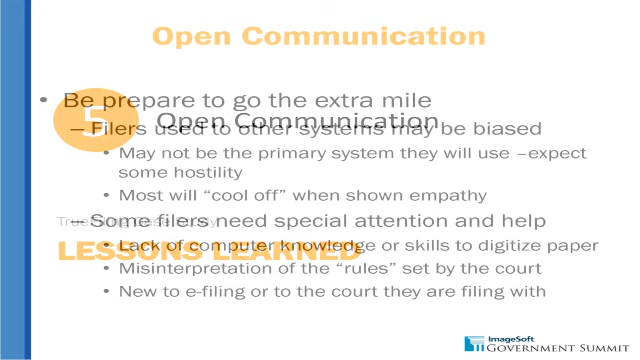 Open Communication
• Be prepare to go the extra mile
5
Open Communication
– Filers used to other systems may be biased
• May not be the primary system they will use –expect
some hostility
• Most will “cool off” when shown empathy
– Some filers need special attention and help
LESSONS LEARNED
• Lack of computer knowledge or skills to digitize paper
• Misinterpretation of the “rules” set by the court
• New to e-filing or to the court they are filing with
ImageSoft
GOVERNMENT SUMMIT